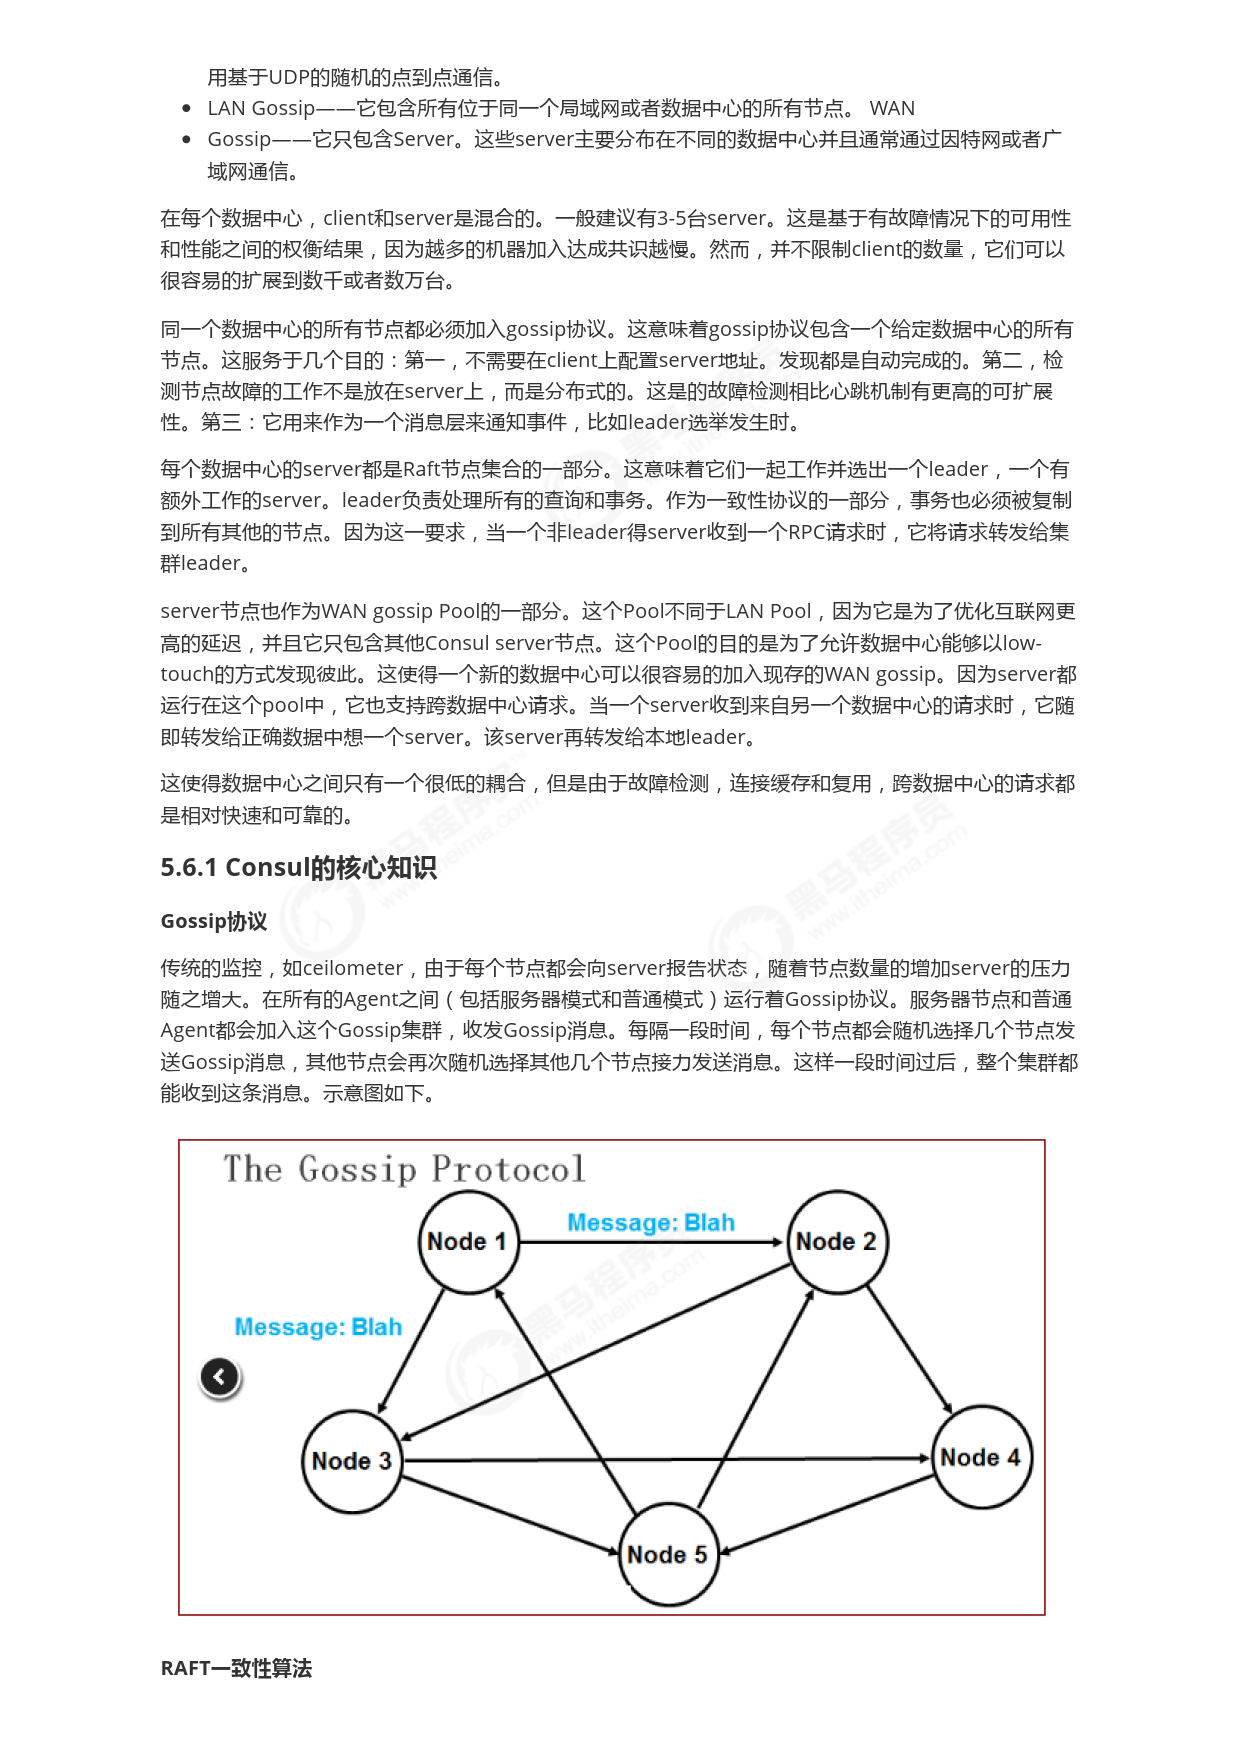 用基于UDP的随机的点到点通信。
LAN Gossip——它包含所有位于同一个局域网或者数据中心的所有节点。 WAN
Gossip——它只包含Server。这些server主要分布在不同的数据中心并且通常通过因特网或者广
域网通信。
在每个数据中心，client和server是混合的。一般建议有3-5台server。这是基于有故障情况下的可用性
和性能之间的权衡结果，因为越多的机器加入达成共识越慢。然而，并不限制client的数量，它们可以
很容易的扩展到数千或者数万台。
同一个数据中心的所有节点都必须加入gossip协议。这意味着gossip协议包含一个给定数据中心的所有
节点。这服务于几个目的：第一，不需要在client上配置server地址。发现都是自动完成的。第二，检
测节点故障的工作不是放在server上，而是分布式的。这是的故障检测相比心跳机制有更高的可扩展
性。第三：它用来作为一个消息层来通知事件，比如leader选举发生时。
每个数据中心的server都是Raft节点集合的一部分。这意味着它们一起工作并选出一个leader，一个有
额外工作的server。leader负责处理所有的查询和事务。作为一致性协议的一部分，事务也必须被复制
到所有其他的节点。因为这一要求，当一个非leader得server收到一个RPC请求时，它将请求转发给集
群leader。
server节点也作为WAN gossip Pool的一部分。这个Pool不同于LAN Pool，因为它是为了优化互联网更
高的延迟，并且它只包含其他Consul server节点。这个Pool的目的是为了允许数据中心能够以low-
touch的方式发现彼此。这使得一个新的数据中心可以很容易的加入现存的WAN gossip。因为server都
运行在这个pool中，它也支持跨数据中心请求。当一个server收到来自另一个数据中心的请求时，它随
即转发给正确数据中想一个server。该server再转发给本地leader。
这使得数据中心之间只有一个很低的耦合，但是由于故障检测，连接缓存和复用，跨数据中心的请求都
是相对快速和可靠的。
5.6.1 Consul的核心知识
Gossip协议
传统的监控，如ceilometer，由于每个节点都会向server报告状态，随着节点数量的增加server的压力
随之增大。在所有的Agent之间（包括服务器模式和普通模式）运行着Gossip协议。服务器节点和普通
Agent都会加入这个Gossip集群，收发Gossip消息。每隔一段时间，每个节点都会随机选择几个节点发
送Gossip消息，其他节点会再次随机选择其他几个节点接力发送消息。这样一段时间过后，整个集群都
能收到这条消息。示意图如下。
The Gossip Protocol
Message: Blah
Node 1
Node 2
Message: Blah
Node 3
Node 4
Node 5
RAFT一致性算法
黑马程序员
www.itheima.com
黑马程序员
www.itheima.com
黑马程序员
www.itheima.com
黑马程序员
www.itheima.com